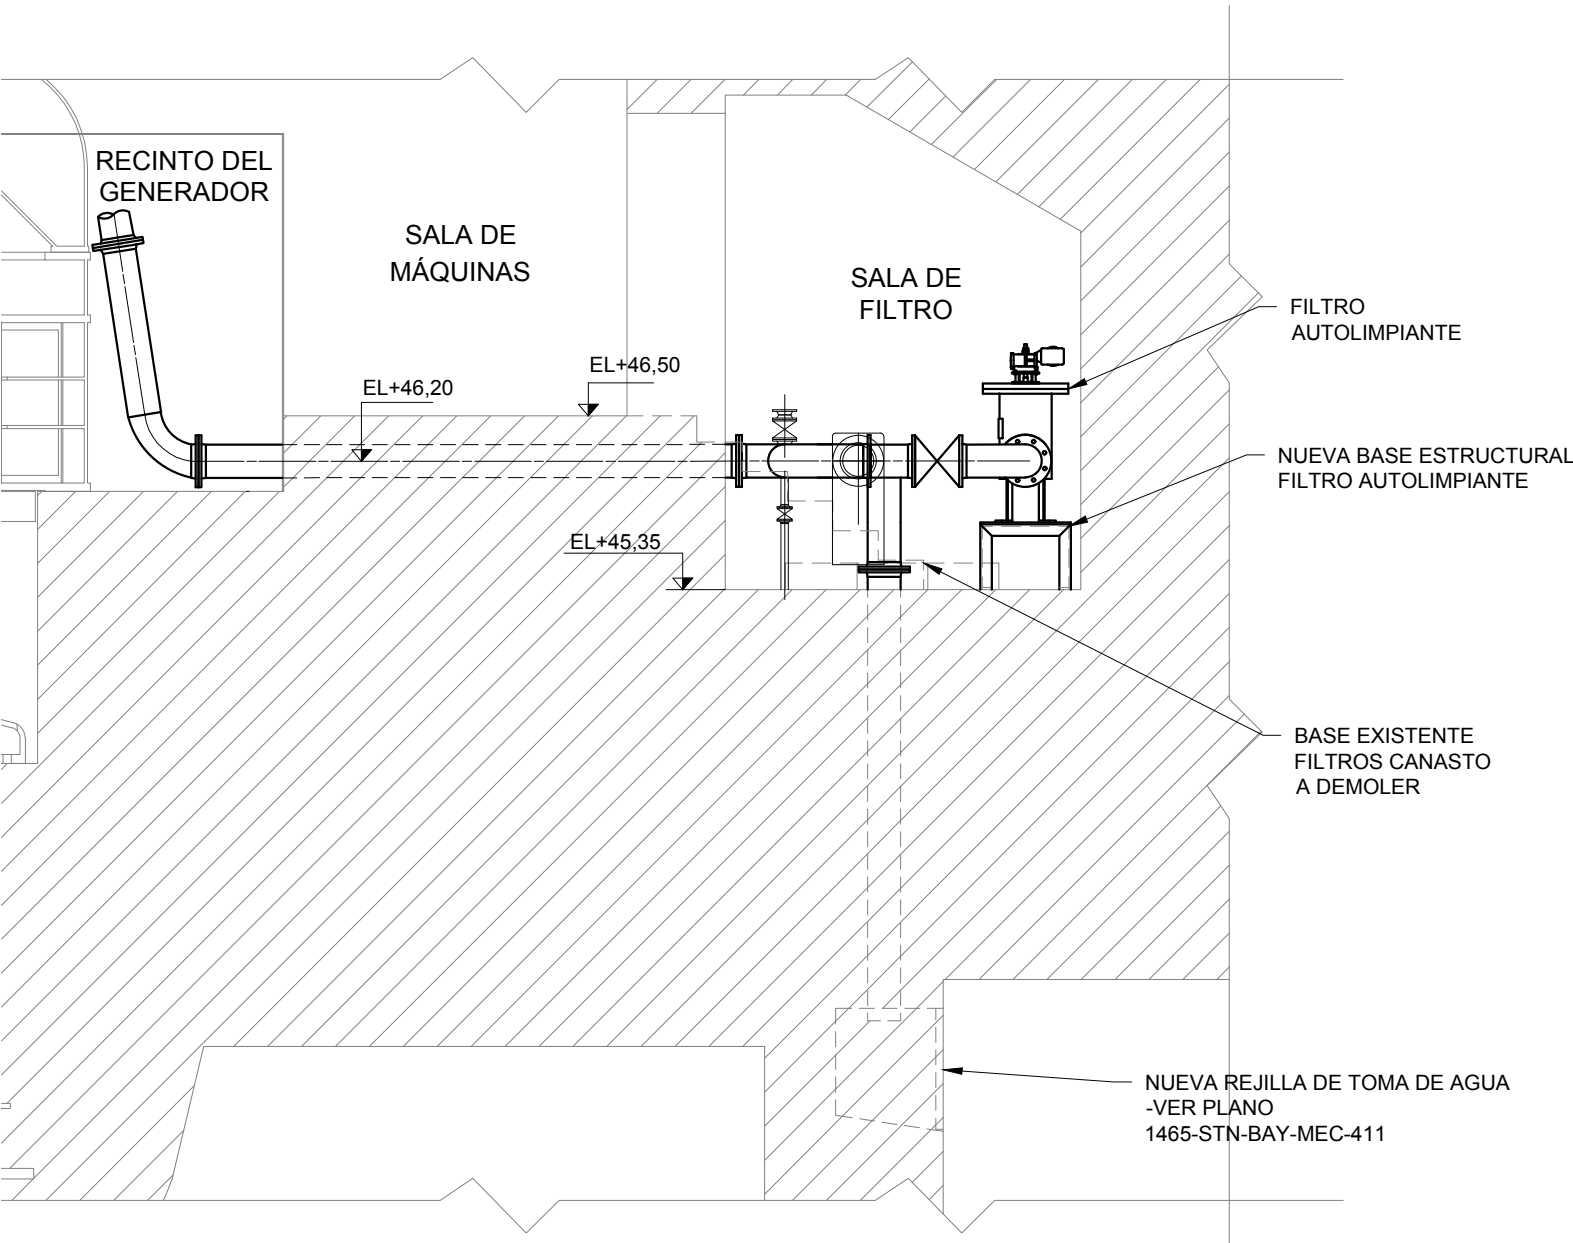 RECINTO DEL
GENERADOR
SALA DE
MÁQUINAS
SALA DE
FILTRO
FILTRO
AUTOLIMPIANTE
EL+46,50
EL+46,20
NUEVA BASE ESTRUCTURAL
FILTRO AUTOLIMPIANTE
EL+45,35
BASE EXISTENTE
FILTROS CANASTO
A DEMOLER
NUEVA REJILLA DE TOMA DE AGUA
-VER PLANO
1465-STN-BAY-MEC-411